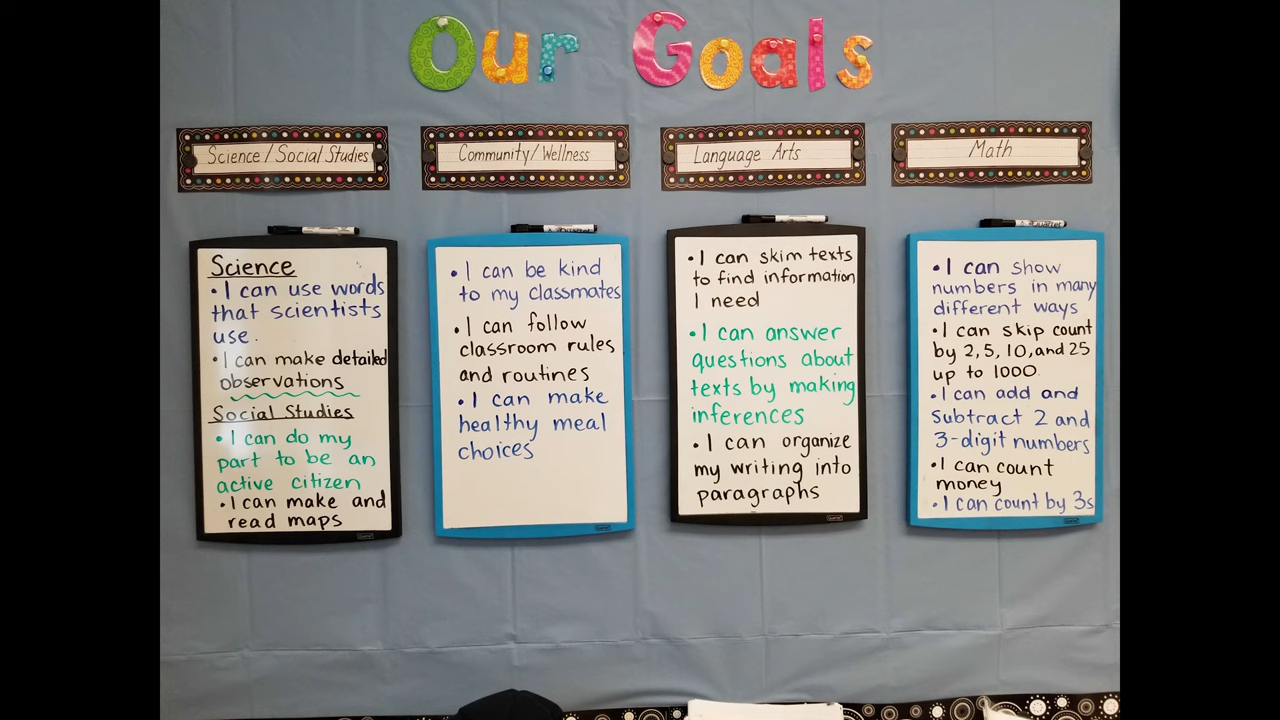 Our Goals
Science/Social Studies
Science
• I can use words
that scientists
use.
• I can make detailed
observations
Social Studies
• I can do my
part to be an
active citizen
• I can make and
read maps
Community/Wellness
• I can be kind
to my classmates
• I can follow
classroom rules
and routines
• I can make
healthy meal
choices
Language Arts
• I can skim texts
to find information
I need
• I can answer
questions about
texts by making
inferences
• I can organize
my writing into
paragraphs
Math
• I can show
numbers in many
different ways
• I can skip count
by 2, 5, 10, and 25
up to 1000.
• I can add and
subtract 2 and
3-digit numbers
• I can count
money
• I can count by 3s